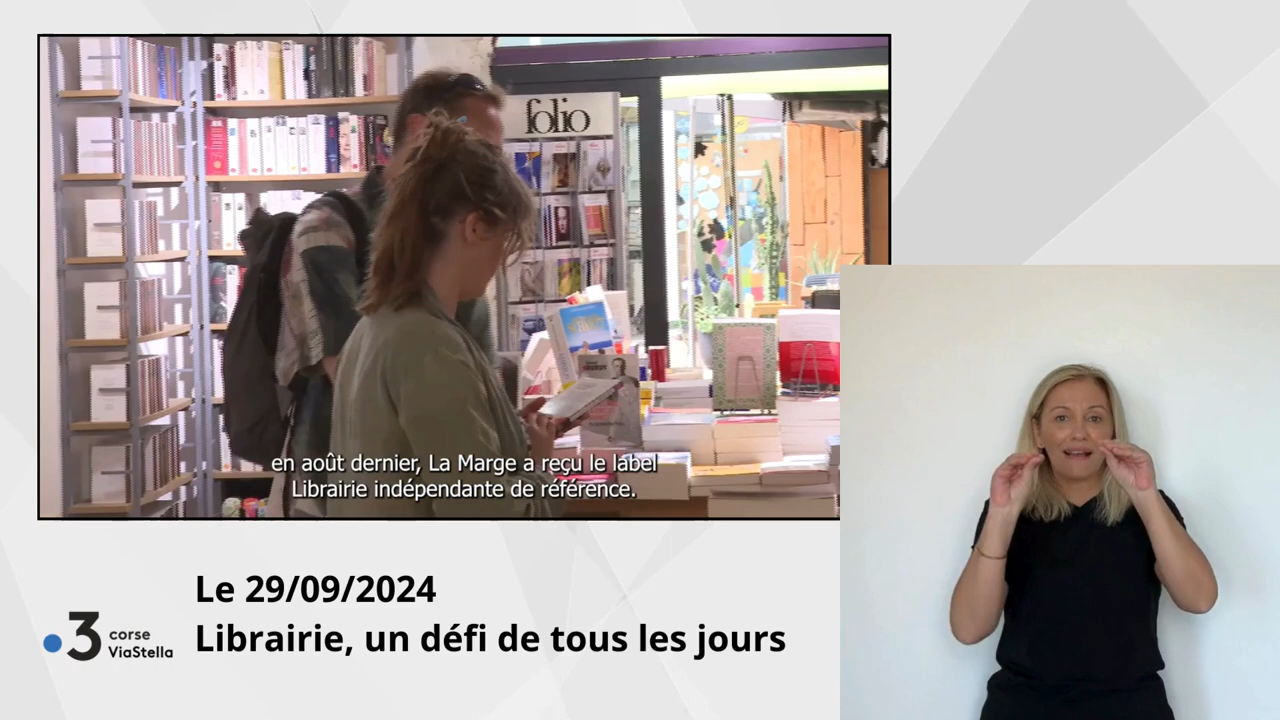 folio
en août dernier, La Marge a reçu le label
Librairie indépendante de référence.
Le 29/09/2024
Librairie, un défi de tous les jours
3 corse
ViaStella